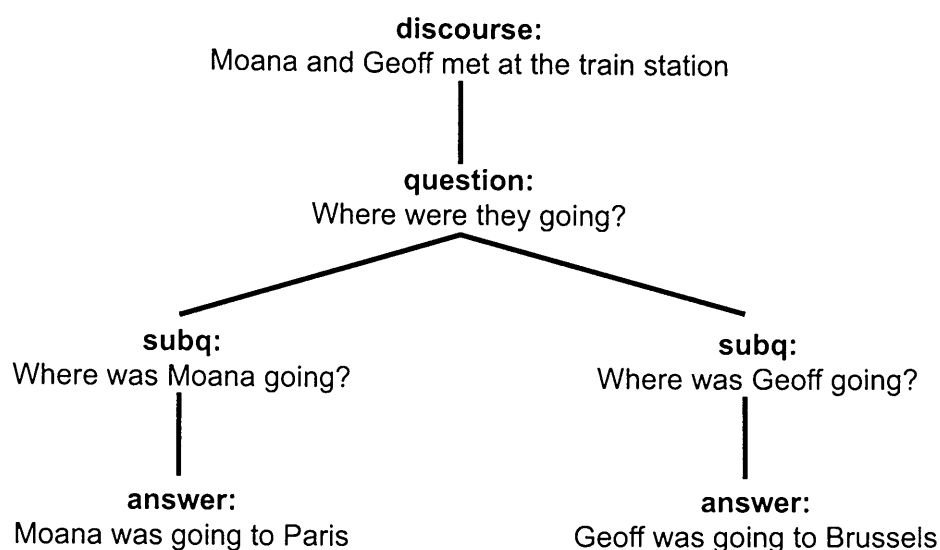 discourse:
Moana and Geoff met at the train station
question:
Where were they going?
subq:
Where was Moana going?
subq:
Where was Geoff going?
answer:
Moana was going to Paris
answer:
Geoff was going to Brussels